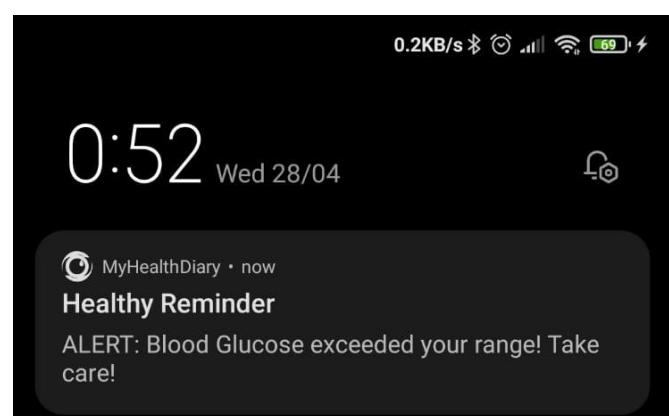 0.2KB/s 69
0:52 Wed 28/04
MyHealthDiary • now
Healthy Reminder
ALERT: Blood Glucose exceeded your range! Take
care!